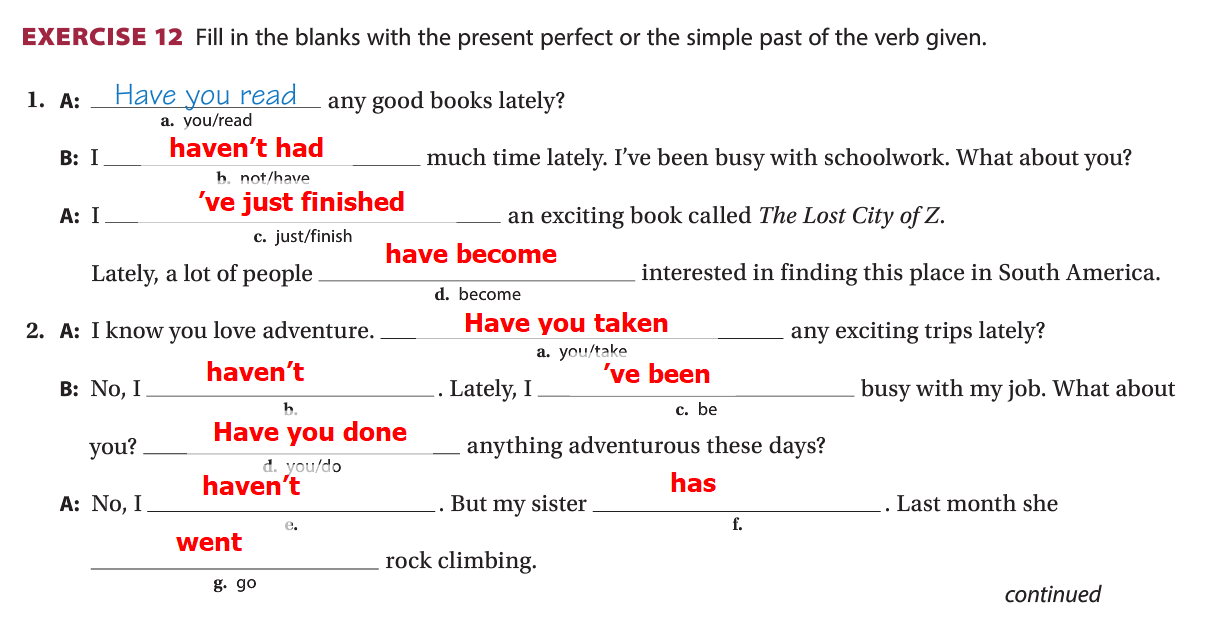 EXERCISE 12 Fill in the blanks with the present perfect or the simple past of the verb given.
1. A: Have you read any good books lately?
a. you/read
B: I haven't had much time lately. I've been busy with schoolwork. What about you?
b. not/have
A: I 've just finished an exciting book called The Lost City of Z.
c. just/finish
Lately, a lot of people have become interested in finding this place in South America.
d. become
2. A: I know you love adventure. Have you taken any exciting trips lately?
a. you/take
B: No, I haven't. Lately, I 've been busy with my job. What about
b. c. be
you? Have you done anything adventurous these days?
d. you/do
A: No, I haven't. But my sister has. Last month she
e. f.
went rock climbing.
g. go
continued